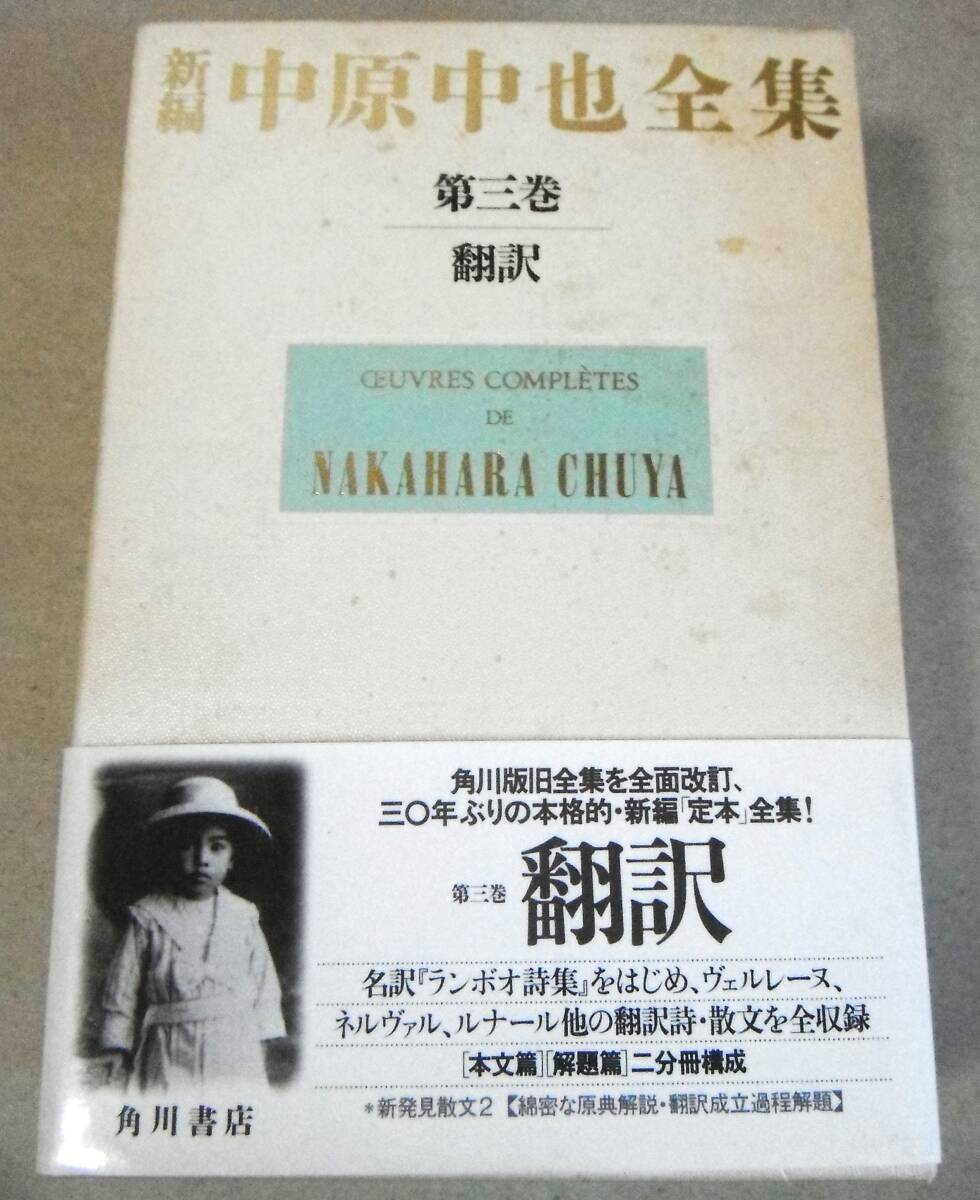 新編 中原中也全集
第三巻
翻訳
ŒUVRES COMPLÈTES
DE
NAKAHARA CHUYA
角川版旧全集を全面改訂、
三〇年ぶりの本格的・新編「定本」全集!
第三巻 翻訳
名訳『ランボオ詩集』をはじめ、ヴェルレーヌ、
ネルヴァル、ルナール他の翻訳詩・散文を全収録
[本文篇][解題篇]二分冊構成
*新発見散文2【綿密な原典解説・翻訳成立過程解題】
角川書店